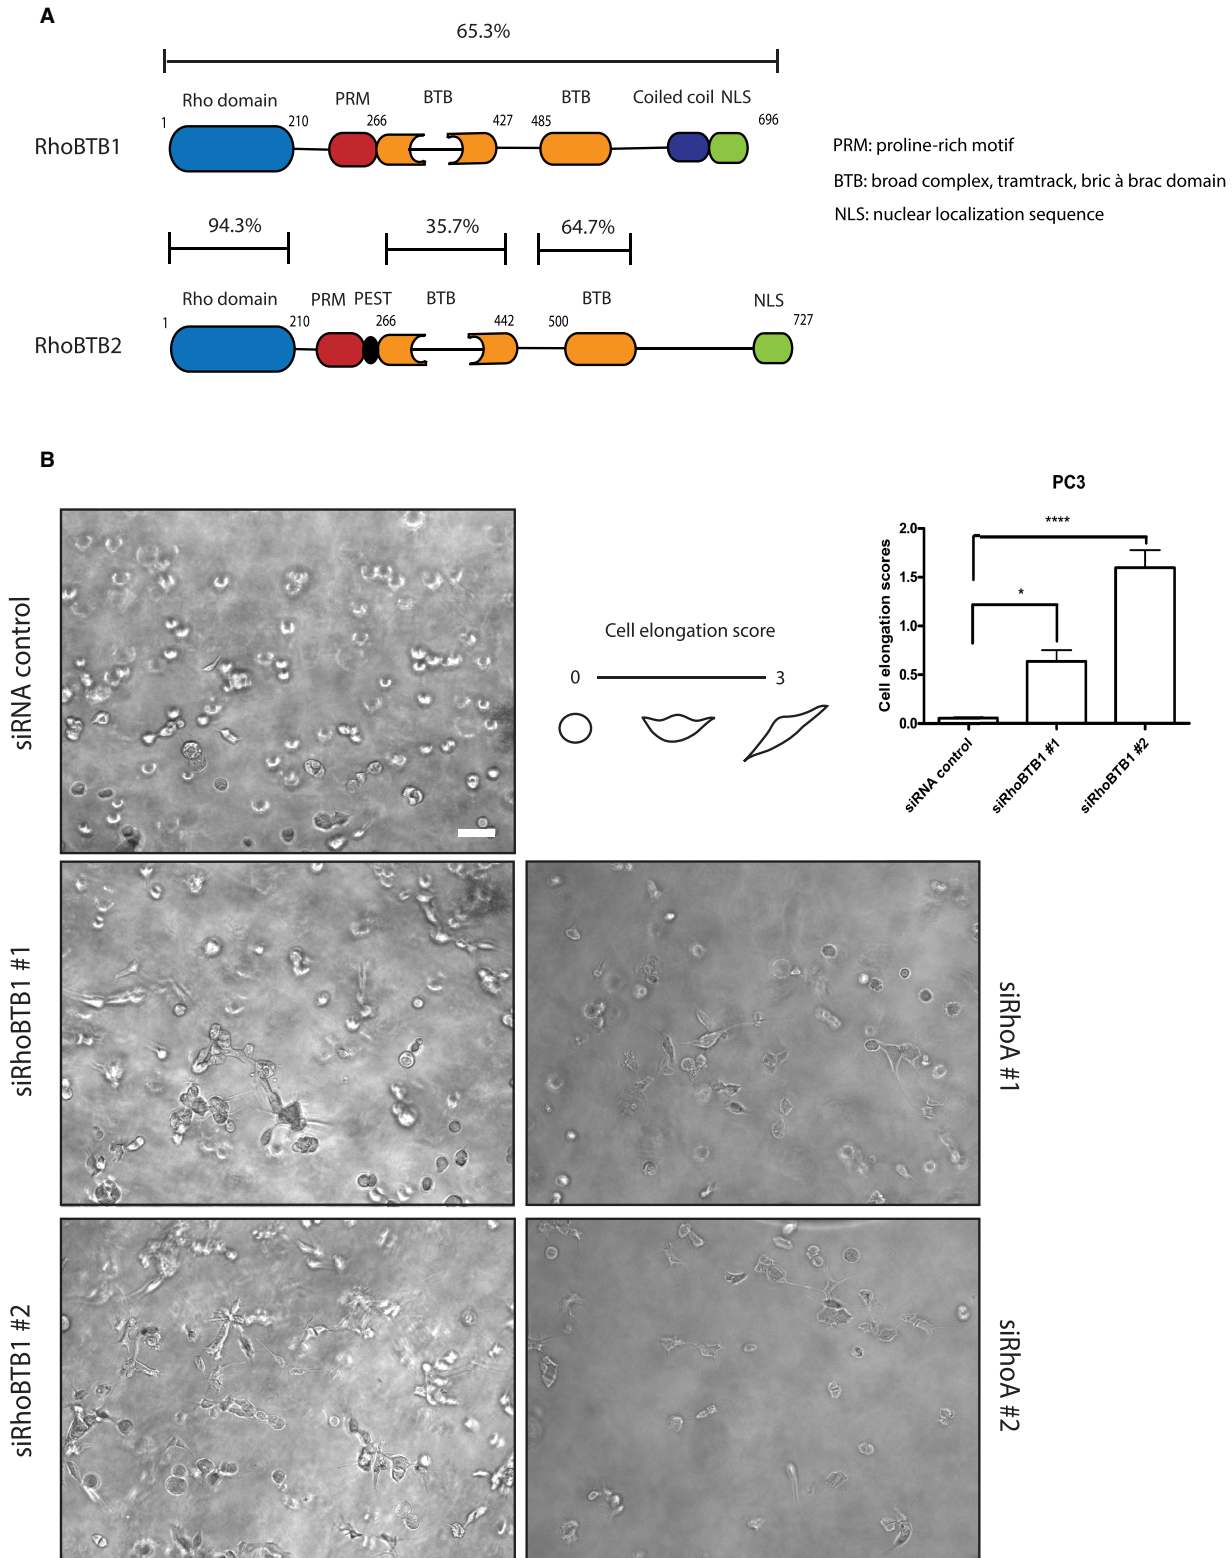 A
65.3%
Rho domain
PRM
BTB
BTB
Coiled coil
NLS
1
210
266
427
485
696
RhoBTB1
PRM: proline-rich motif
BTB: broad complex, tramtrack, bric à brac domain
NLS: nuclear localization sequence
94.3%
35.7%
64.7%
Rho domain
PRM
PEST
BTB
BTB
NLS
1
210
266
442
500
727
RhoBTB2
B
siRNA control
Cell elongation score
0
3
PC3
Cell elongation scores
2.0
1.5
1.0
0.5
0.0
****
*
siRNA control
siRhoBTB1 #1
siRhoBTB1 #2
siRhoBTB1 #1
siRhoA #1
siRhoBTB1 #2
siRhoA #2